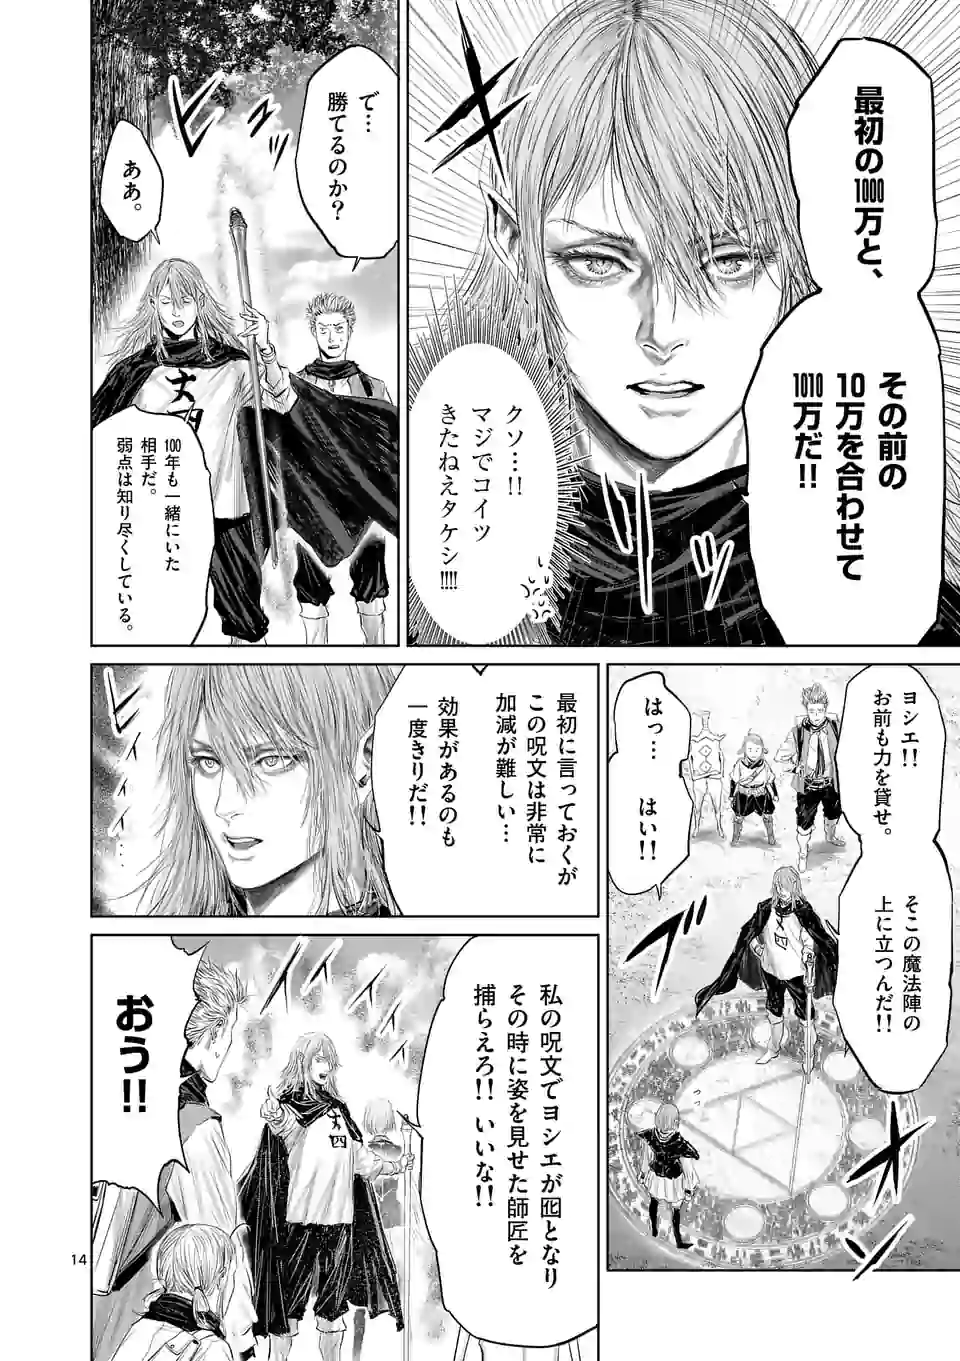 最初の1000万と、
その前の
10万を合わせて
1010万だ!!
クソ…!!
マジでコイツ
きたねえタケシ!!!!
で…
勝てるのか?
ああ。
100年も一緒にいた
相手だ。
弱点は知り尽くしている。
ヨシエ!!
お前も力を貸せ。
そこの魔法陣の
上に立つんだ!!
はっ…
はい!!
最初に言っておくが
この呪文は非常に
加減が難しい…
効果があるのも
一度きりだ!!
私の呪文でヨシエが囮となり
その時に姿を見せた師匠を
捕らえろ!!いいな!!
おう!!
14